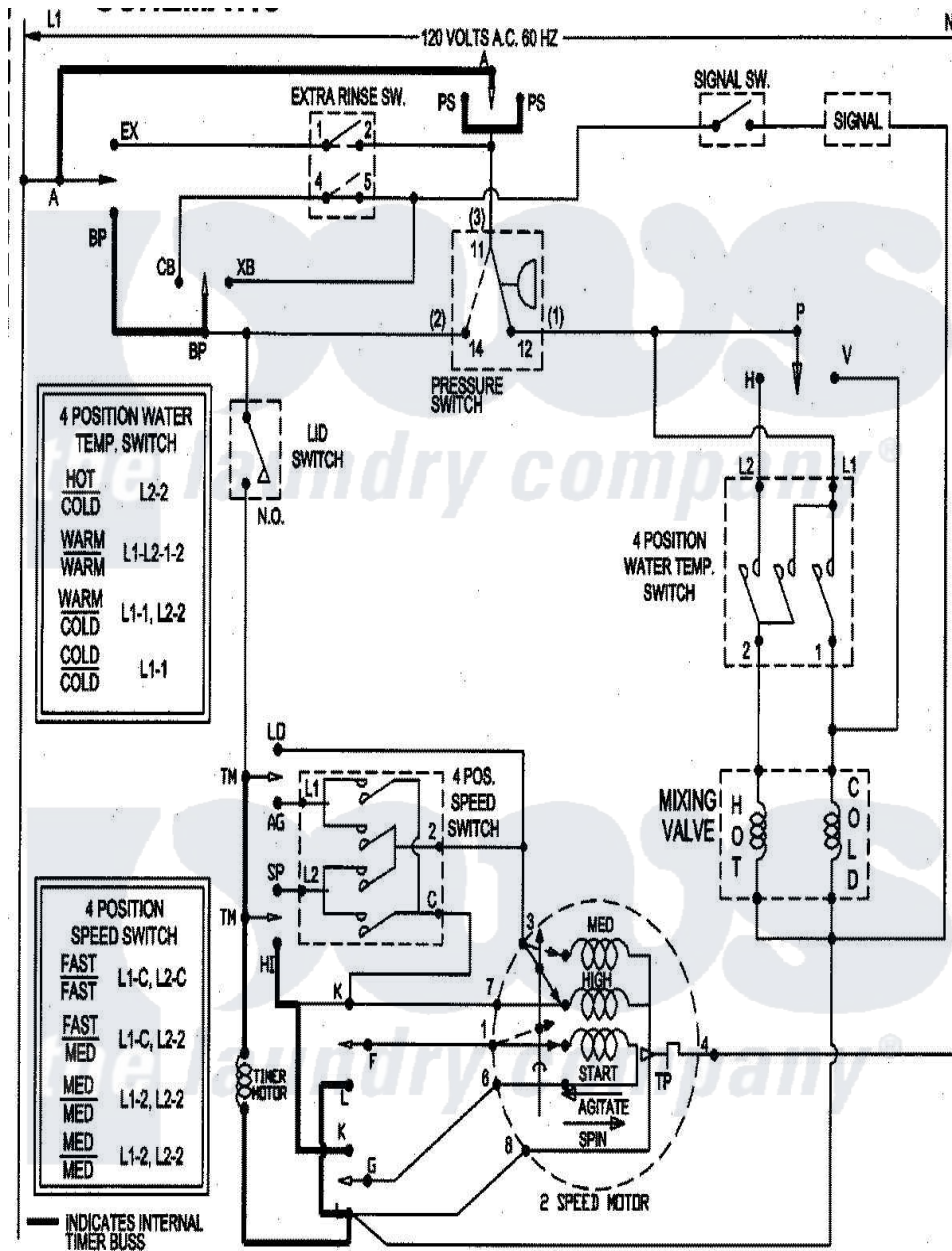 L1
120 VOLTS A.C. 60 HZ
N
A
EXTRA RINSE SW.
PS
PS
SIGNAL SW.
SIGNAL
EX
1
2
4
5
A
BP
CB
XB
(3)
11
(2)
(1)
14
12
BP
P
V
H
PRESSURE
SWITCH
LID
SWITCH
N.O.
4 POSITION WATER
TEMP. SWITCH
HOT
COLD
L2-2
WARM
WARM
L1-L2-1-2
WARM
COLD
L1-1, L2-2
COLD
COLD
L1-1
L2
L1
4 POSITION
WATER TEMP.
SWITCH
2
1
the laundry company®
LD
TM
AG
L1
4 POS.
SPEED
SWITCH
2
SP
L2
C
TM
HI
MIXING
VALVE
HOT
COLD
4 POSITION
SPEED SWITCH
FAST
FAST
L1-C, L2-C
FAST
MED
L1-C, L2-2
MED
MED
L1-2, L2-2
MED
MED
L1-2, L2-2
3
MED
HIGH
K
7
1
F
START
TP
4
TIMER
MOTOR
6
L
AGITATE
SPIN
K
8
G
L
2 SPEED MOTOR
the laundry company®
INDICATES INTERNAL
TIMER BUSS